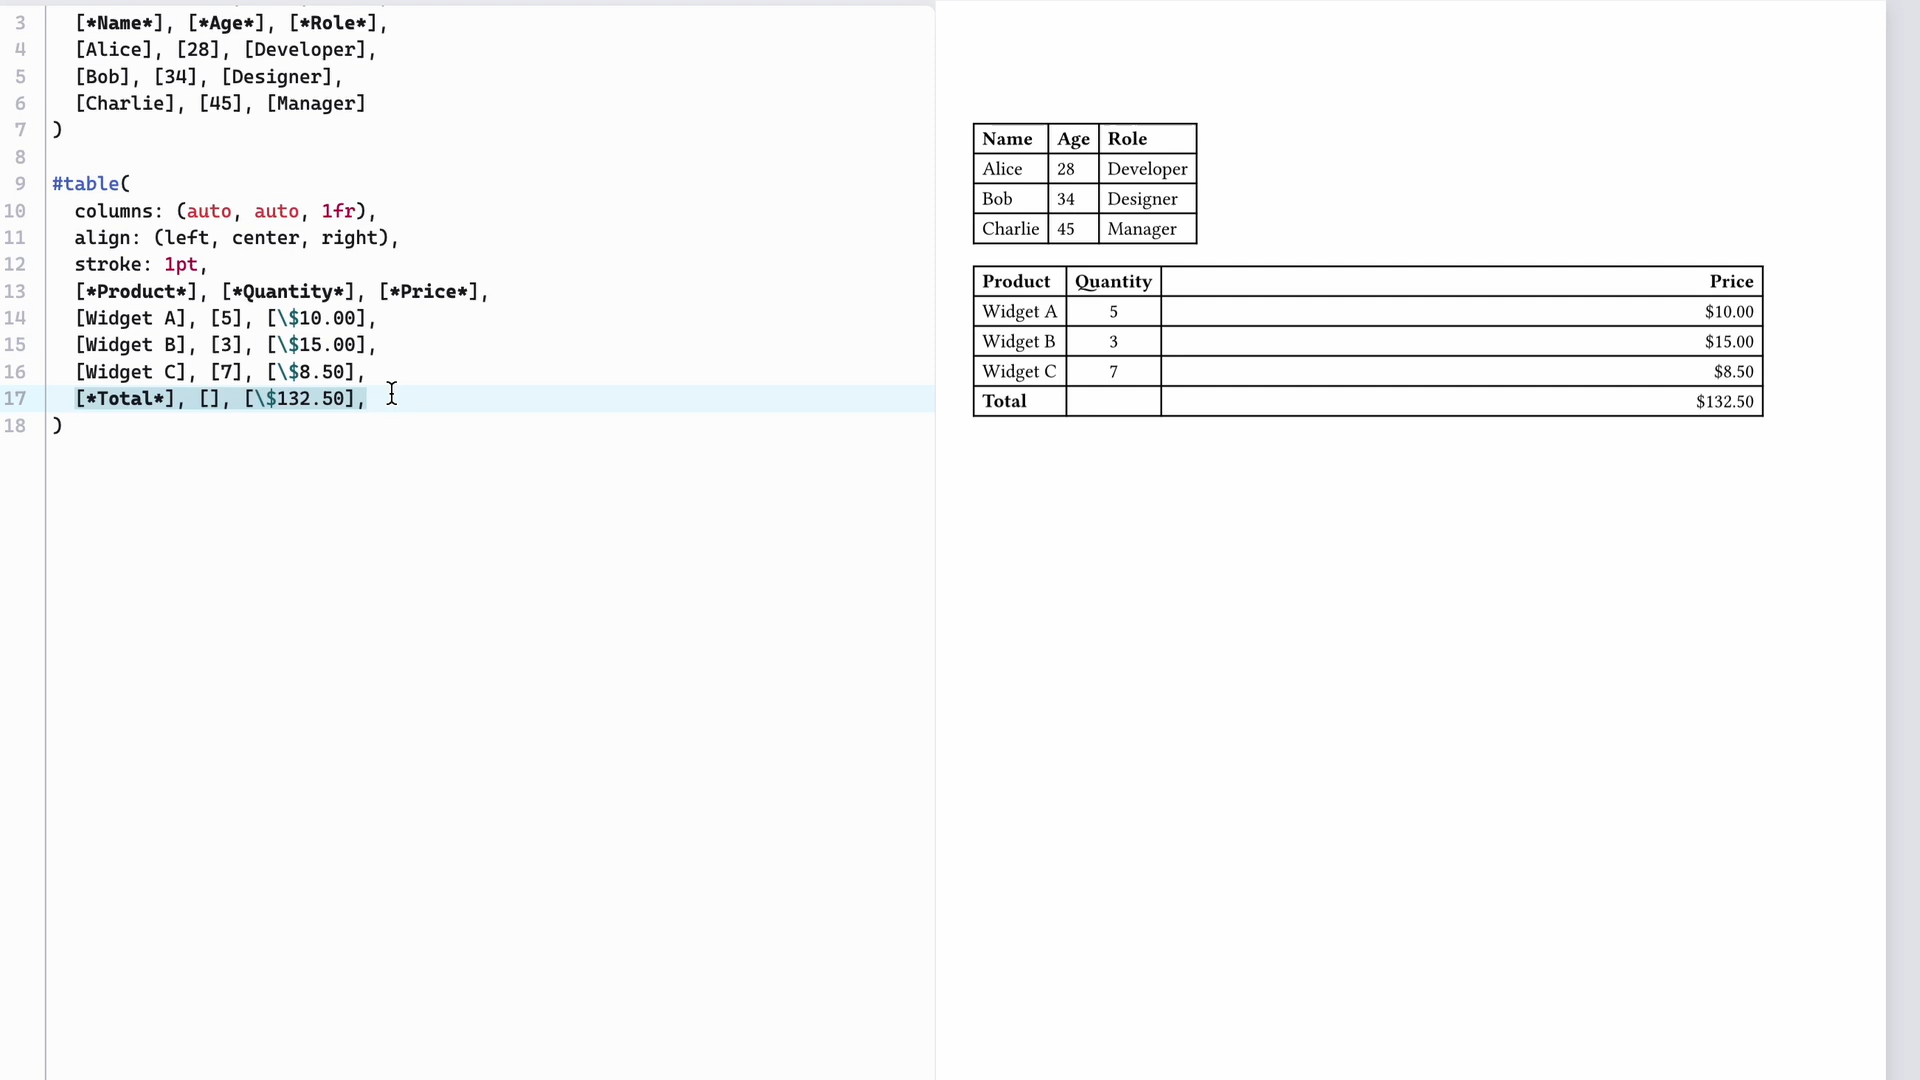 3 [*Name*], [*Age*], [*Role*],
4 [Alice], [28], [Developer],
5 [Bob], [34], [Designer],
6 [Charlie], [45], [Manager]
7 )
8
9 #table(
10 columns: (auto, auto, 1fr),
11 align: (left, center, right),
12 stroke: 1pt,
13 [*Product*], [*Quantity*], [*Price*],
14 [Widget A], [5], [\$10.00],
15 [Widget B], [3], [\$15.00],
16 [Widget C], [7], [\$8.50],
17 [*Total*], [], [\$132.50],
18 )
Name Age Role
Alice 28 Developer
Bob 34 Designer
Charlie 45 Manager
Product Quantity Price
Widget A 5 $10.00
Widget B 3 $15.00
Widget C 7 $8.50
Total $132.50